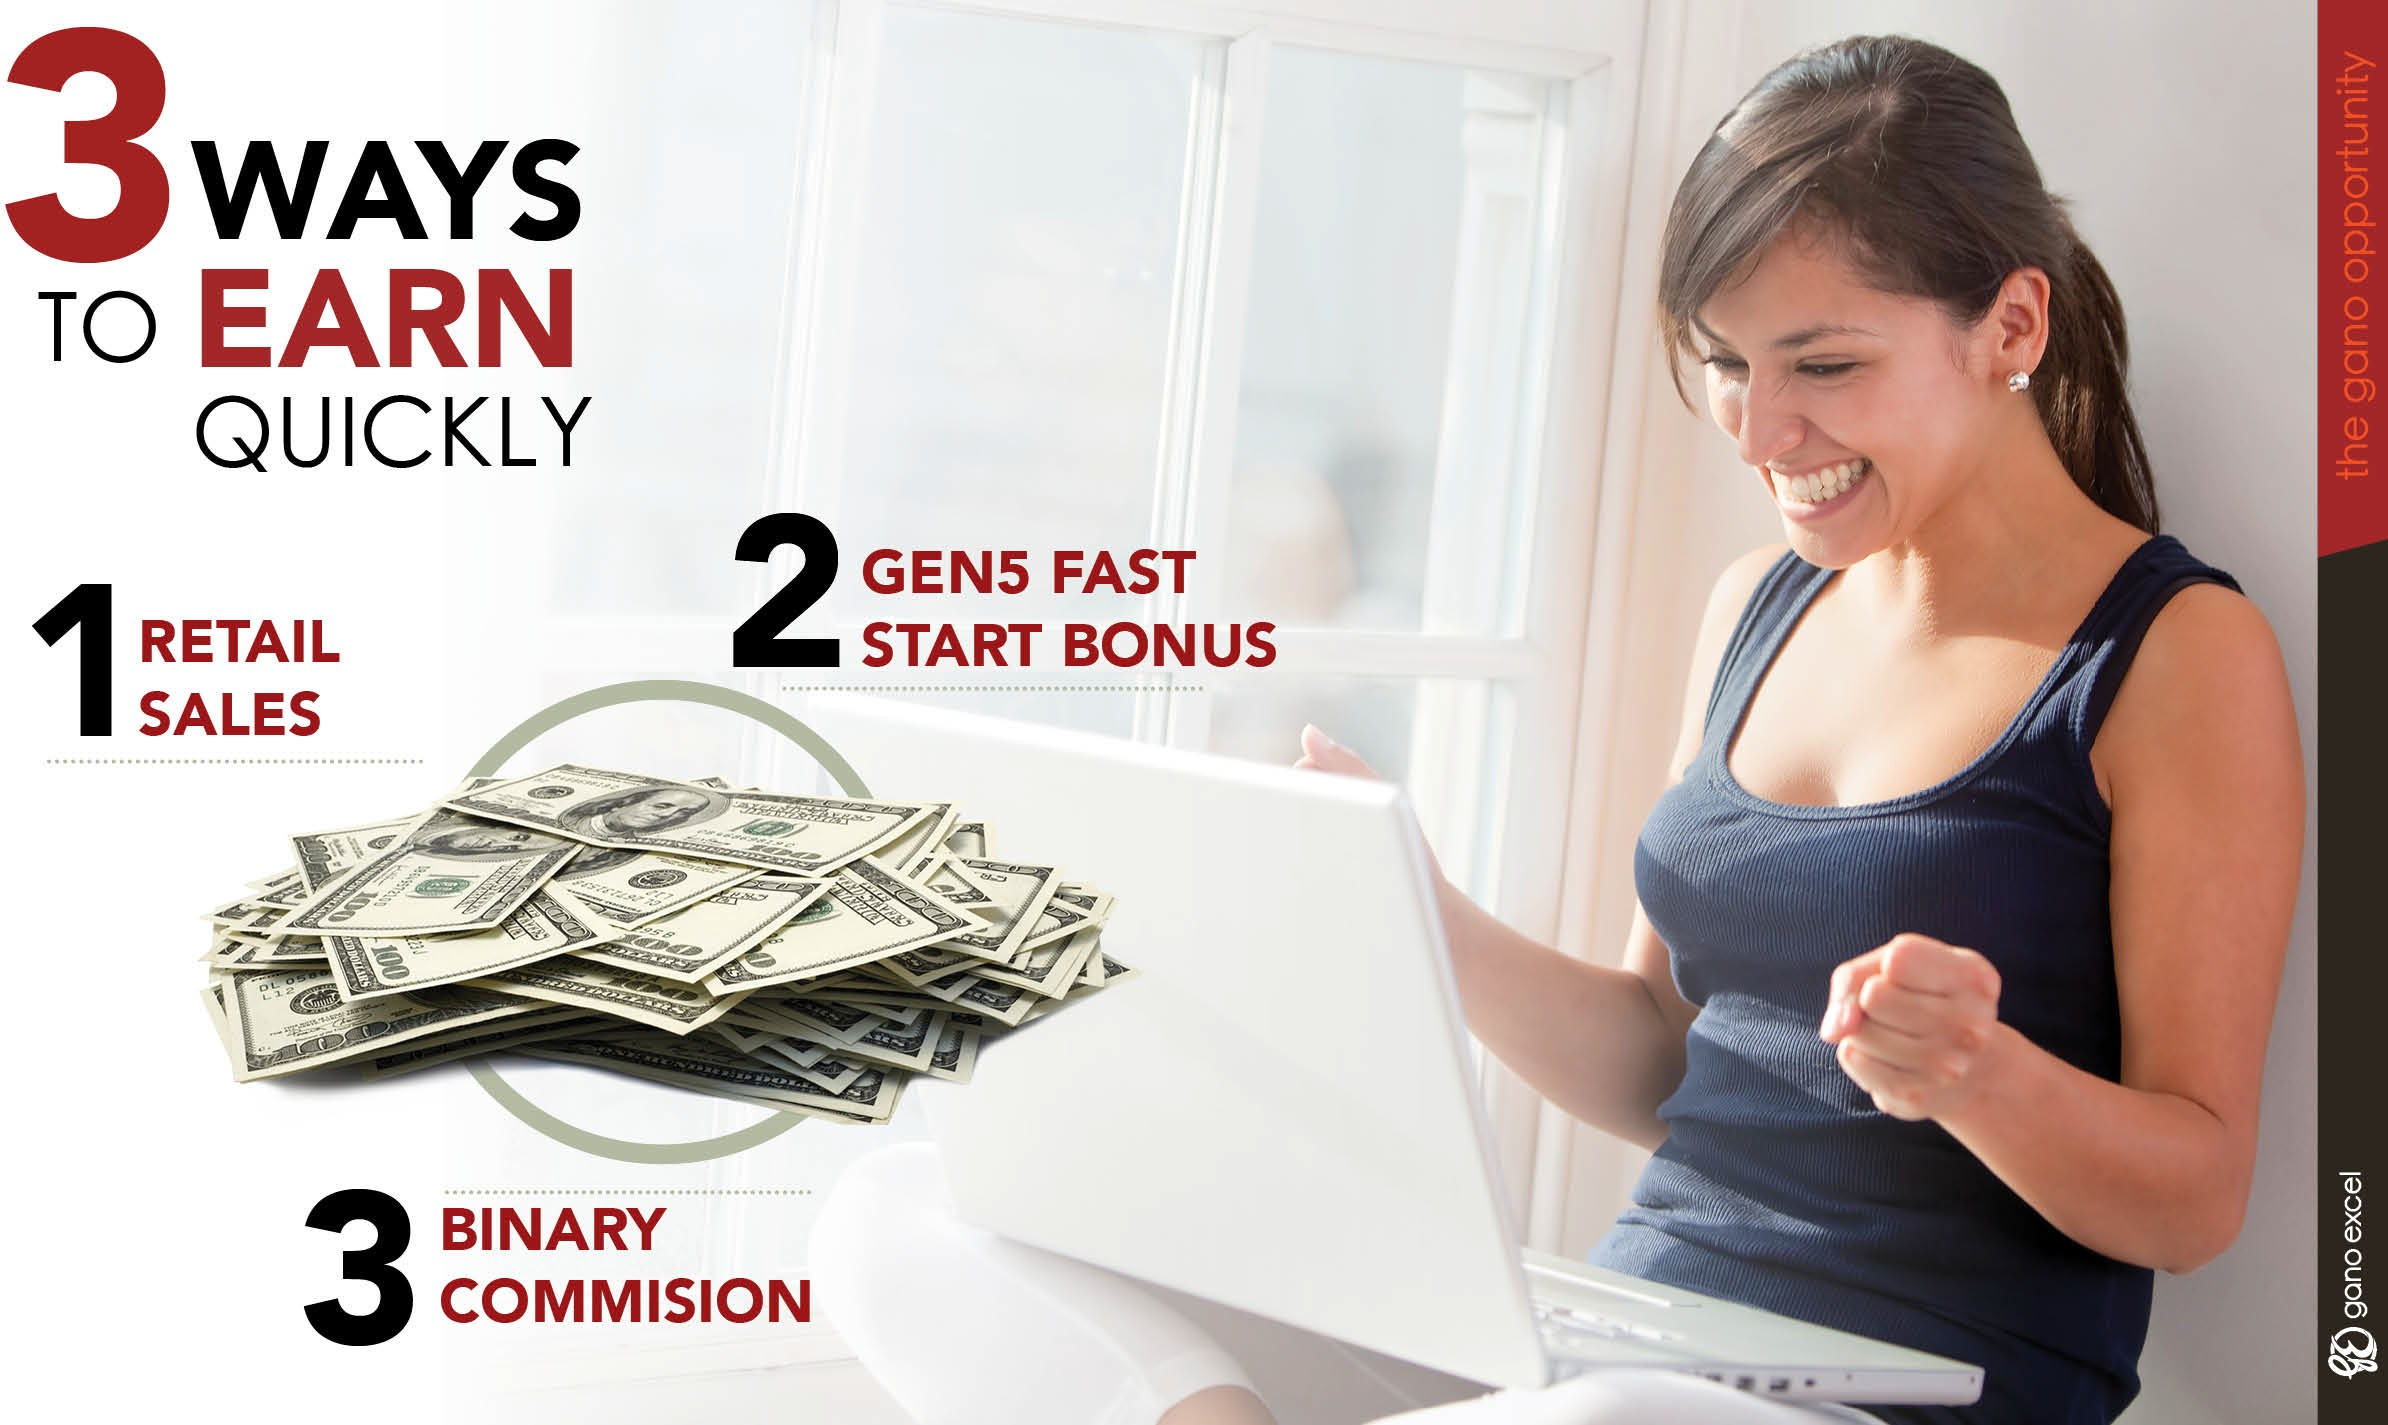 3 WAYS
TO EARN
QUICKLY
1 RETAIL
SALES
2 GEN5 FAST
START BONUS
3 BINARY
COMMISION
the gano opportunity
gano excel